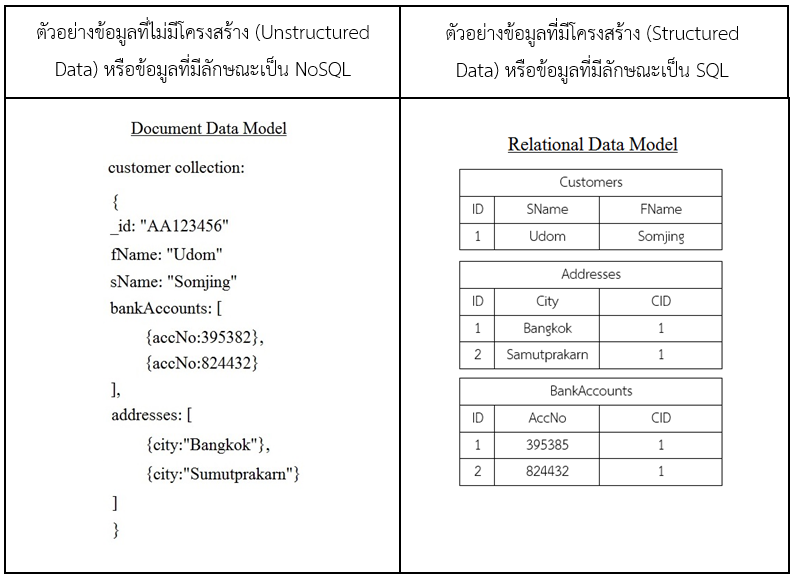 ตัวอย่างข้อมูลที่ไม่มีโครงสร้าง (Unstructured
Data) หรือข้อมูลที่มีลักษณะเป็น NoSQL
ตัวอย่างข้อมูลที่มีโครงสร้าง (Structured
Data) หรือข้อมูลที่มีลักษณะเป็น SQL
Document Data Model
customer collection:
{
_id: "AA123456"
fName: "Udom"
sName: "Somjing"
bankAccounts: [
{accNo:395382},
{accNo:824432}
],
addresses: [
{city:"Bangkok"},
{city:"Sumutprakarn"}
]
}
Relational Data Model
Customers
ID SName FName
1 Udom Somjing
Addresses
ID City CID
1 Bangkok 1
2 Samutprakarn 1
BankAccounts
ID AccNo CID
1 395385 1
2 824432 1